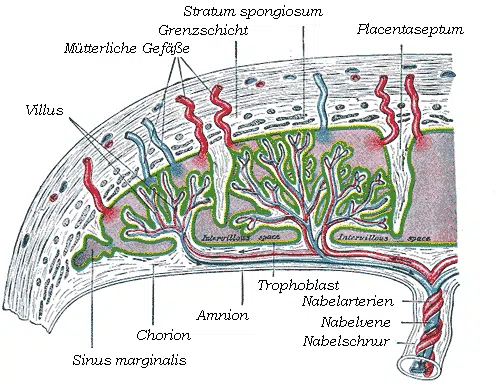 Stratum spongiosum
Grenzschicht
Placentaseptum
Mütterliche Gefäße
Villus
Intervillous space
Intervillous space
Trophoblast
Nabelarterien
Amnion
Nabelvene
Chorion
Nabelschnur
Sinus marginalis